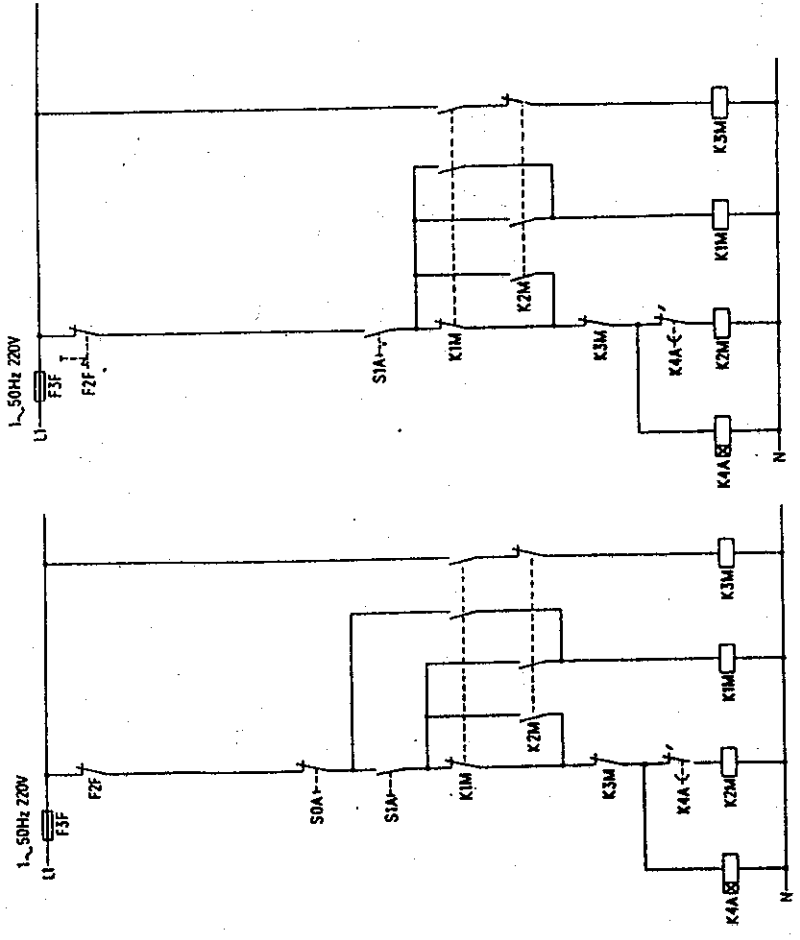 1~50Hz 220V
L1
F3F
F2F
S1A
K1M
K2M
K3M
K4A
K4A
K2M
K1M
K3M
N
1~50Hz 220V
L1
F3F
F2F
S0A
S1A
K1M
K2M
K3M
K4A
K4A
K2M
K1M
K3M
N